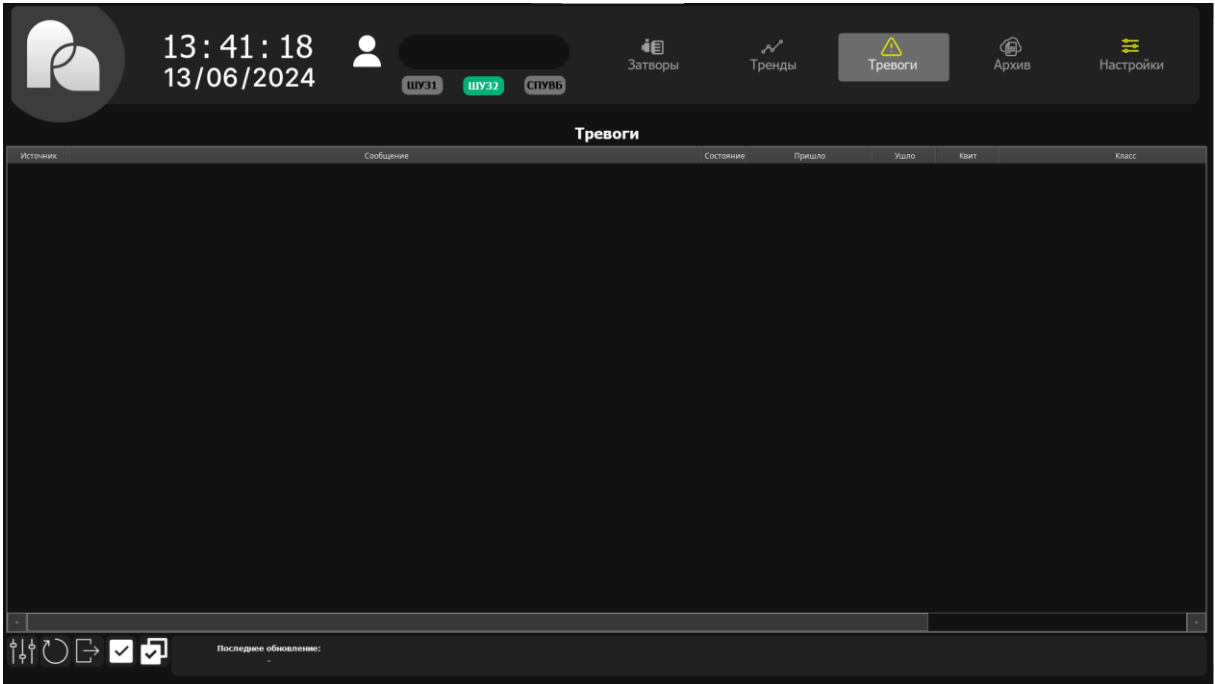 13:41:18
13/06/2024
ШУЗ1 ШУЗ2 СПУВБ
Затворы Тренды Тревоги Архив Настройки
Тревоги
Источник Сообщение Состояние Пришло Ушло Квит Класс
Последнее обновление:
-